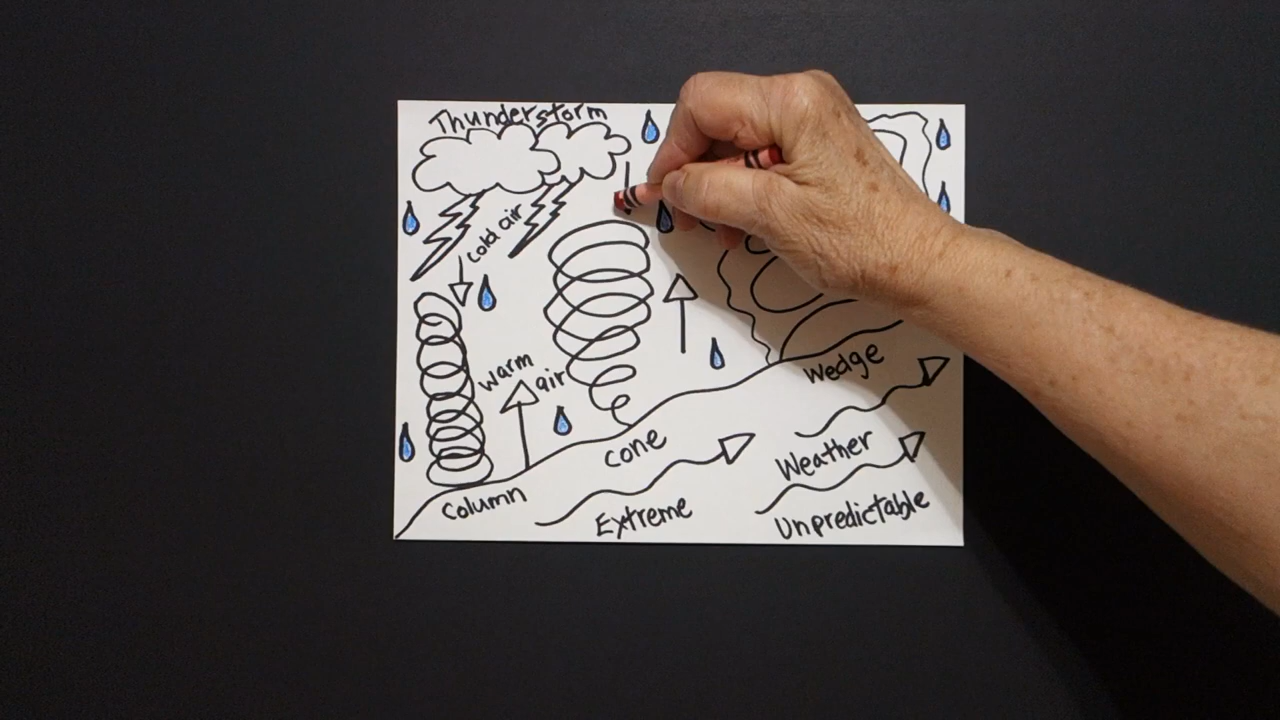 Thunderstorm
cold air
warm
air
Column
Cone
Wedge
Extreme
Weather
Unpredictable